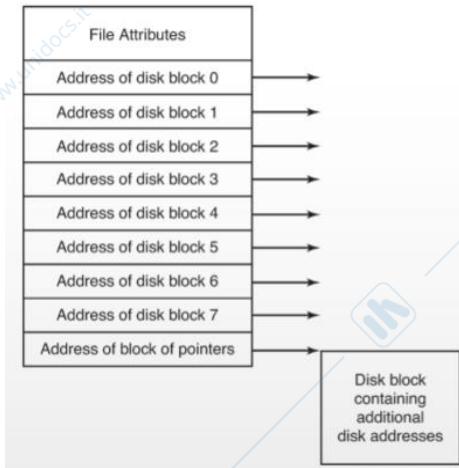 File Attributes
Address of disk block 0
Address of disk block 1
Address of disk block 2
Address of disk block 3
Address of disk block 4
Address of disk block 5
Address of disk block 6
Address of disk block 7
Address of block of pointers
Disk block
containing
additional
disk addresses